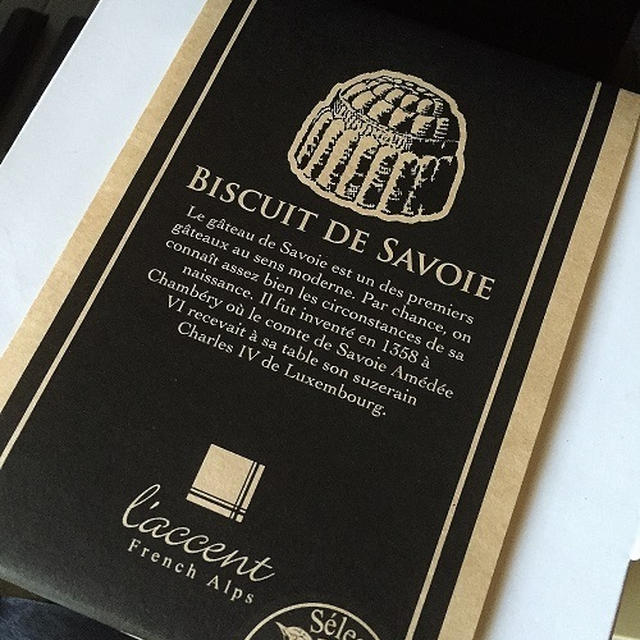 BISCUIT DE SAVOIE
Le gâteau de Savoie est un des premiers
gâteaux au sens moderne. Par chance, on
connaît assez bien les circonstances de sa
naissance. Il fut inventé en 1358 à
Chambéry où le comte de Savoie Amédée
VI recevait à sa table son suzerain
Charles IV de Luxembourg.
l'accent
French Alps